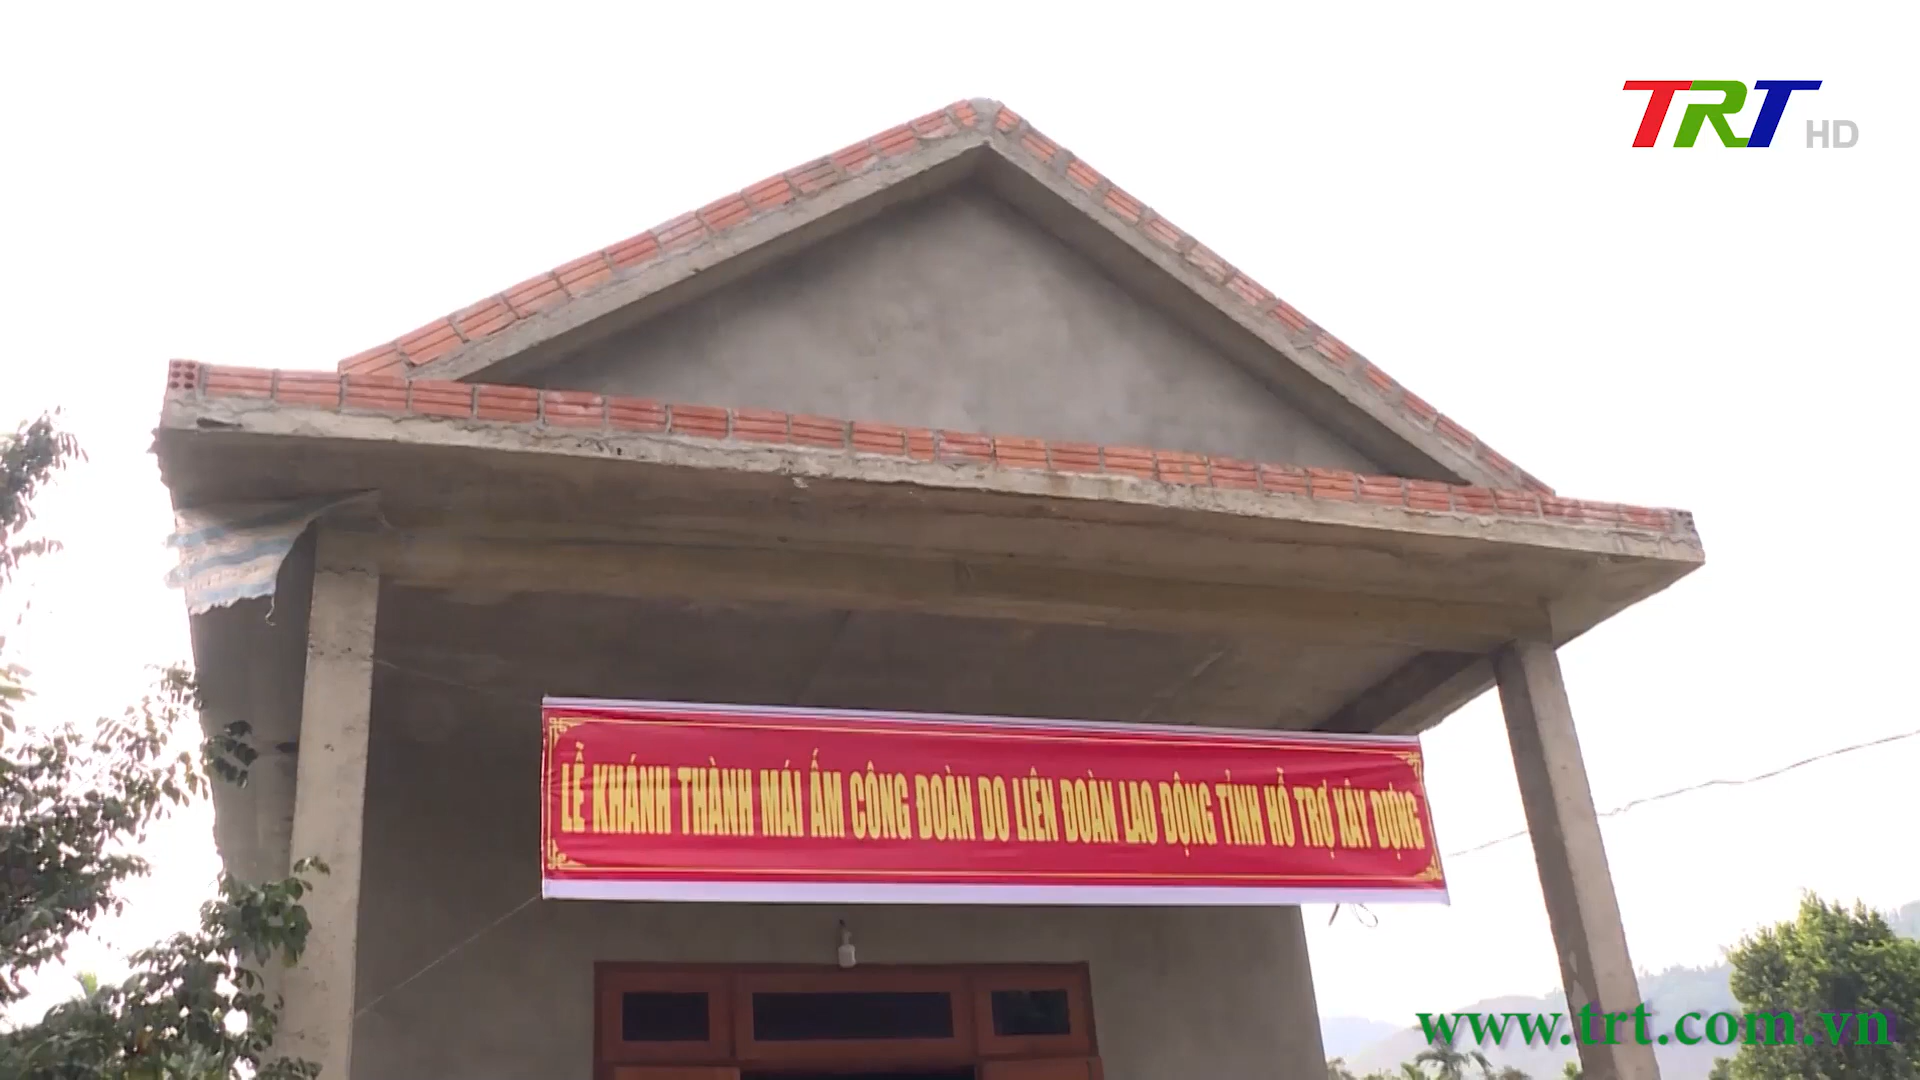 TRT HD
LỄ KHÁNH THÀNH MÁI ẤM CÔNG ĐOÀN DO LIÊN ĐOÀN LAO ĐỘNG TỈNH HỒ TRỢ XÂY DỰNG
www.trt.com.vn